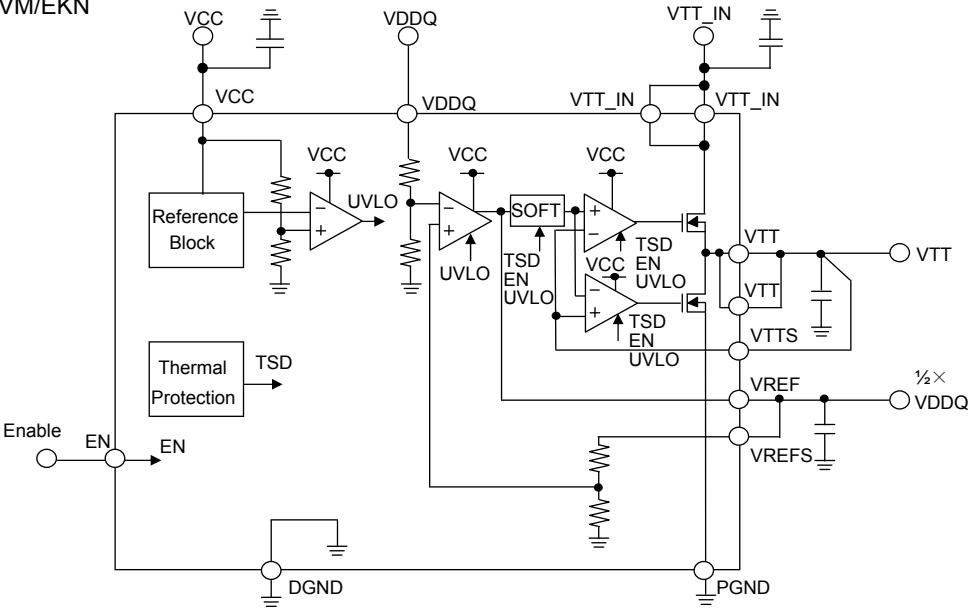 VM/EKN
VCC
VDDQ
VTT_IN
VCC
VDDQ
VTT_IN
VTT_IN
VCC
VCC
VCC
Reference
Block
−
+
UVLO
−
+
UVLO
SOFT
TSD
EN
UVLO
+
−
TSD
EN
UVLO
VCC
−
+
TSD
EN
UVLO
VTT
VTT
VTT
VTTS
Thermal
Protection
TSD
VREF
½×
VDDQ
VREFS
Enable
EN
EN
DGND
PGND